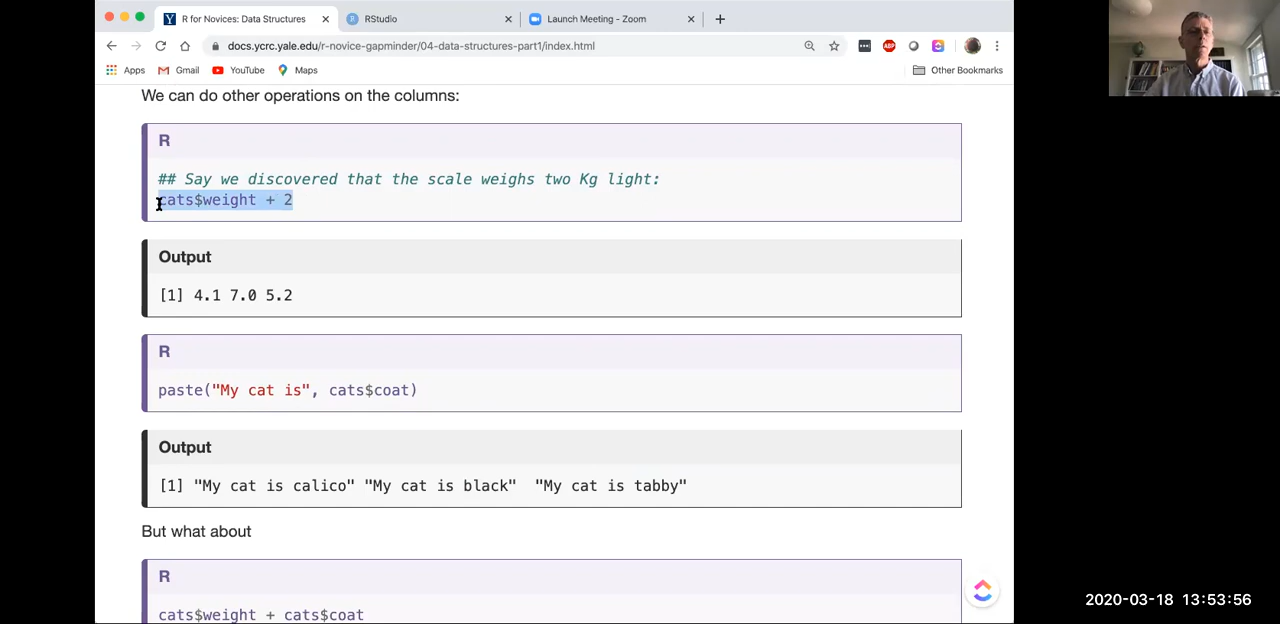 R for Novices: Data Structures
RStudio
Launch Meeting - Zoom
docs.ycrc.yale.edu/r-novice-gapminder/04-data-structures-part1/index.html
ABP
Apps
Gmail
YouTube
Maps
Other Bookmarks
We can do other operations on the columns:
R
## Say we discovered that the scale weighs two Kg light:
cats$weight + 2
Output
[1] 4.1 7.0 5.2
R
paste("My cat is", cats$coat)
Output
[1] "My cat is calico" "My cat is black"  "My cat is tabby"
But what about
R
cats$weight + cats$coat
2020-03-18 13:53:56